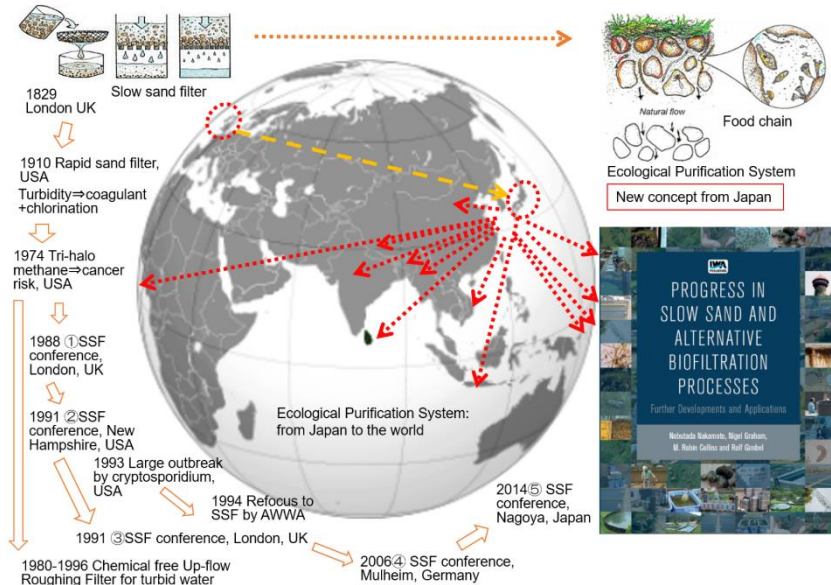 Slow sand filter
1829
London UK
1910 Rapid sand filter,
USA
Turbidity⇒coagulant
+chlorination
1974 Tri-halo
methane⇒cancer
risk, USA
1988 ①SSF
conference,
London, UK
1991 ②SSF
conference, New
Hampshire, USA
1993 Large outbreak
by cryptosporidium,
USA
1994 Refocus to
SSF by AWWA
1991 ③SSF conference, London, UK
1980-1996 Chemical free Up-flow
Roughing Filter for turbid water
2006④ SSF conference,
Mulheim, Germany
2014⑤ SSF
conference,
Nagoya, Japan
Ecological Purification System:
from Japan to the world
Natural flow
Food chain
Ecological Purification System
New concept from Japan
IWA
PUBLISHING
PROGRESS IN
SLOW SAND AND
ALTERNATIVE
BIOFILTRATION
PROCESSES
Further Developments and Applications
Nobutada Nakamoto, Nigel Graham,
M. Robin Collins and Rolf Gimbel